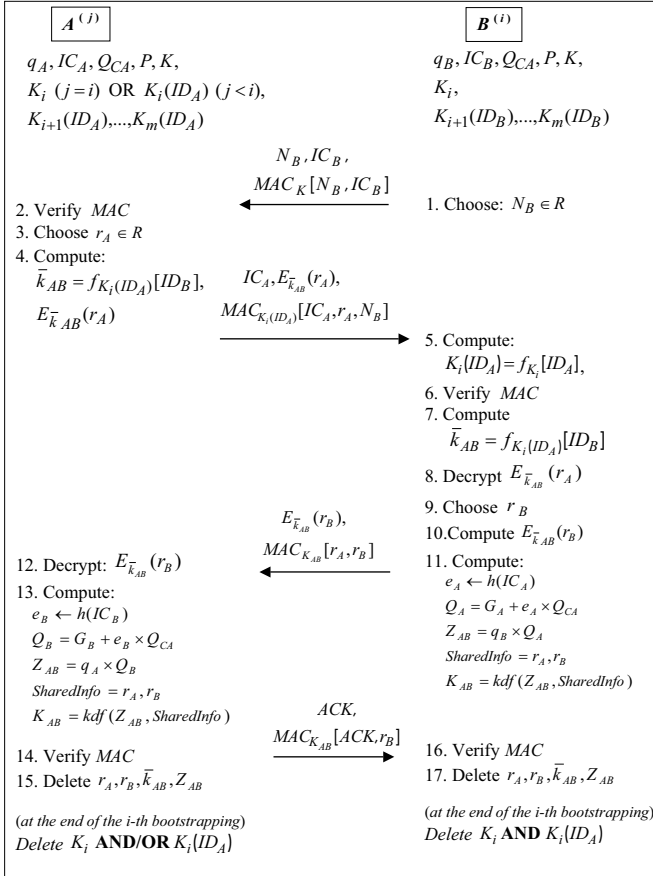 A^(j)
B^(i)
q_A, IC_A, Q_CA, P, K,
K_i (j=i) OR K_i(ID_A) (j<i),
K_{i+1}(ID_A),...,K_m(ID_A)
q_B, IC_B, Q_CA, P, K,
K_i,
K_{i+1}(ID_B),...,K_m(ID_B)
N_B, IC_B,
MAC_K[N_B, IC_B]
1. Choose: N_B ∈ R
2. Verify MAC
3. Choose r_A ∈ R
4. Compute:
k̄_AB = f_{K_i(ID_A)}[ID_B],
E_{k̄_AB}(r_A)
IC_A, E_{k̄_AB}(r_A),
MAC_{K_i(ID_A)}[IC_A, r_A, N_B]
5. Compute:
K_i(ID_A) = f_{K_i}[ID_A],
6. Verify MAC
7. Compute
k̄_AB = f_{K_i(ID_A)}[ID_B]
8. Decrypt E_{k̄_AB}(r_A)
9. Choose r_B
10.Compute E_{k̄_AB}(r_B)
11. Compute:
e_A ← h(IC_A)
Q_A = G_A + e_A × Q_CA
Z_AB = q_B × Q_A
SharedInfo = r_A, r_B
K_AB = kdf(Z_AB, SharedInfo)
E_{k̄_AB}(r_B),
MAC_{K_AB}[r_A, r_B]
12. Decrypt: E_{k̄_AB}(r_B)
13. Compute:
e_B ← h(IC_B)
Q_B = G_B + e_B × Q_CA
Z_AB = q_A × Q_B
SharedInfo = r_A, r_B
K_AB = kdf(Z_AB, SharedInfo)
14. Verify MAC
15. Delete r_A, r_B, k̄_AB, Z_AB
ACK,
MAC_{K_AB}[ACK, r_B]
16. Verify MAC
17. Delete r_A, r_B, k̄_AB, Z_AB
(at the end of the i-th bootstrapping)
Delete K_i AND/OR K_i(ID_A)
(at the end of the i-th bootstrapping)
Delete K_i AND K_i(ID_A)